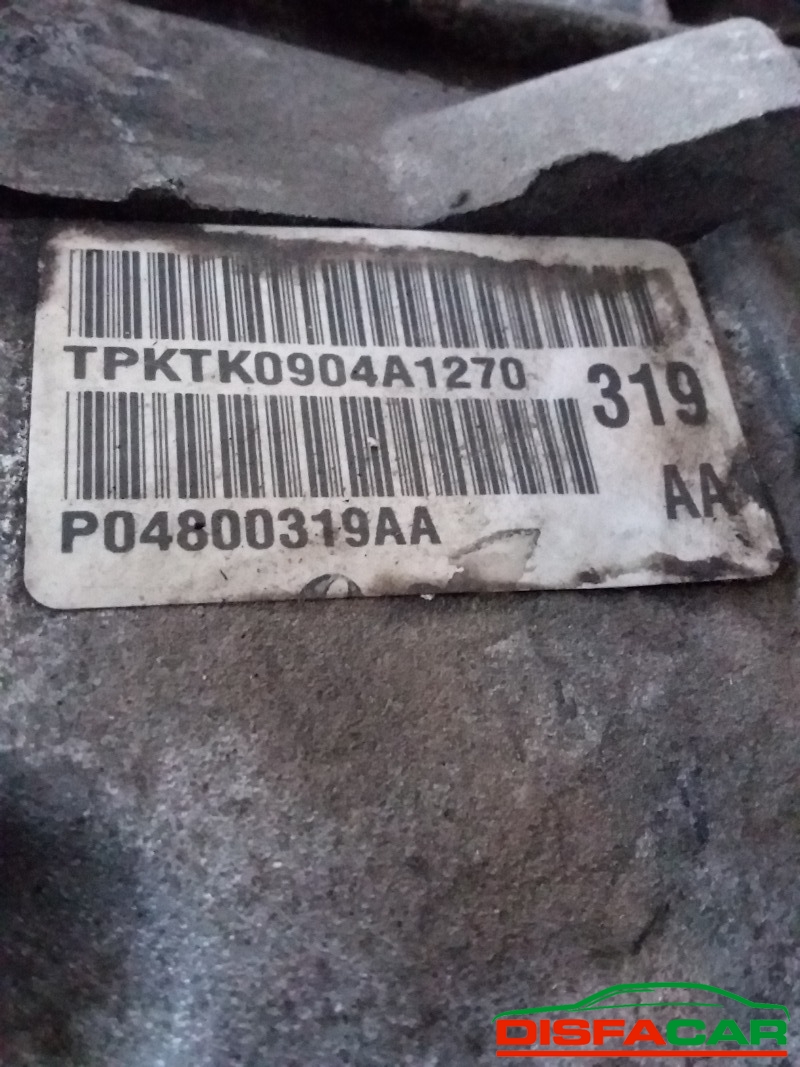 TPKTK0904A1270
319
AA
P04800319AA
DISFACAR